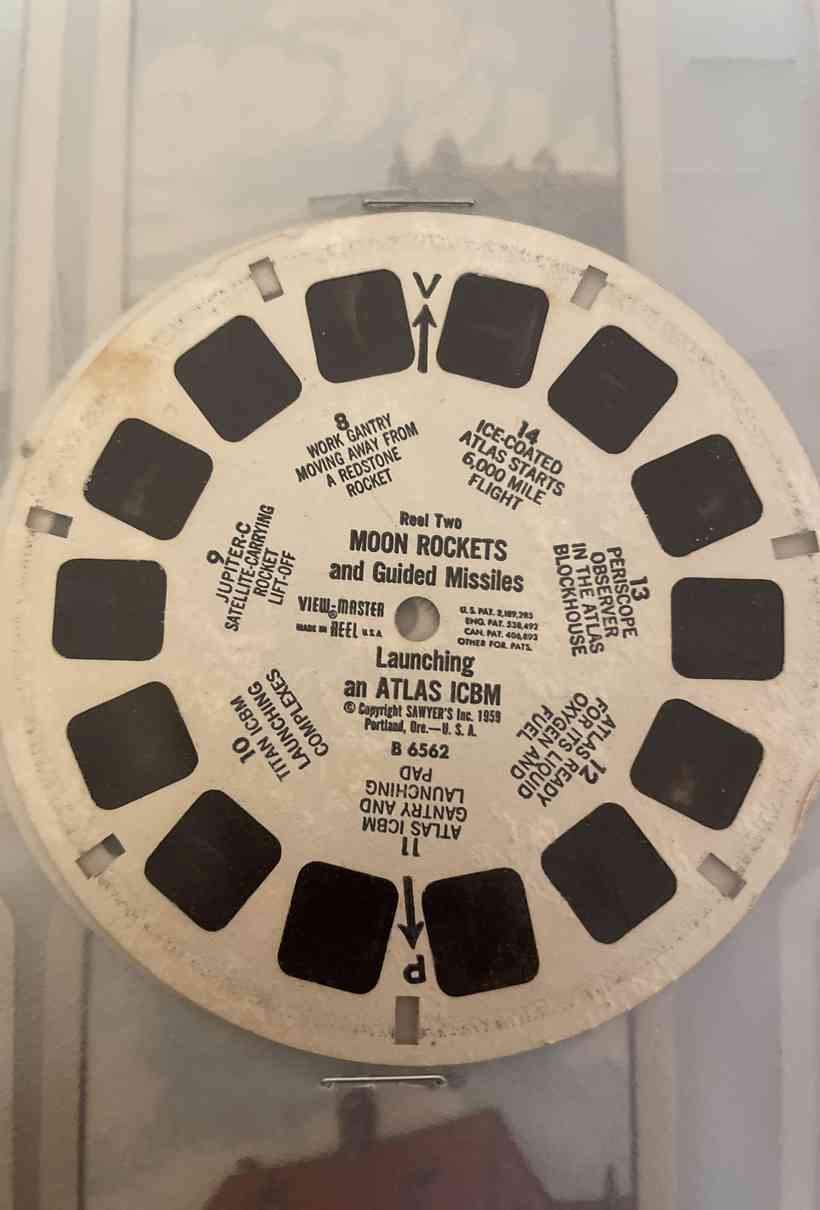 V
8
WORK GANTRY
MOVING AWAY FROM
A REDSTONE
ROCKET
14
ICE-COATED
ATLAS STARTS
6,000 MILE
FLIGHT
9
JUPITER-C
SATELLITE-CARRYING
ROCKET
LIFT-OFF
Reel Two
MOON ROCKETS
and Guided Missiles
VIEW-MASTER
®
MADE IN REEL U.S.A
U.S. PAT. 2,189,285
ENG. PAT. 538,492
CAN. PAT. 406,893
OTHER FOR. PATS.
Launching
an ATLAS ICBM
© Copyright SAWYER'S Inc. 1959
Portland, Ore.—U. S. A.
B 6562
13
PERISCOPE
OBSERVER
IN THE ATLAS
BLOCKHOUSE
10
TITAN ICBM
LAUNCHING
COMPLEXES
12
ATLAS READY
FOR ITS LIQUID
OXYGEN AND
FUEL
11
ATLAS ICBM
GANTRY AND
LAUNCHING
PAD
P